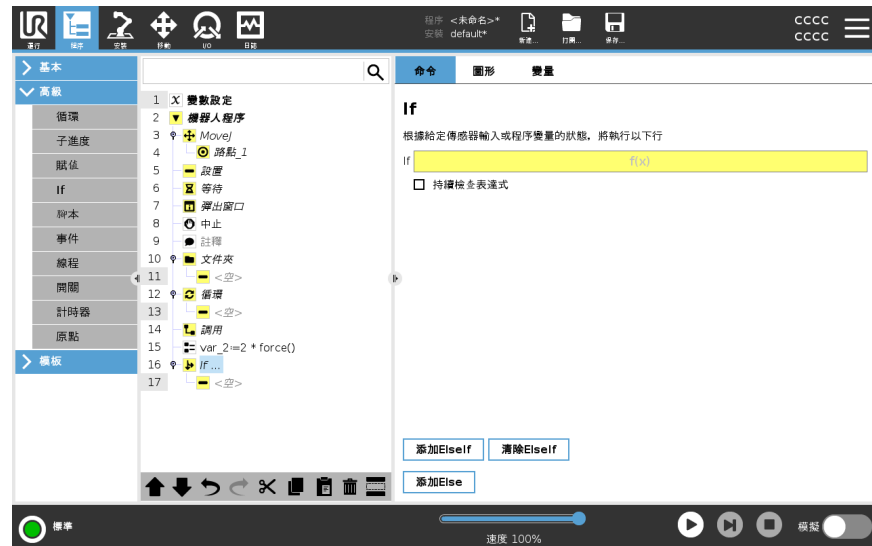 UR
運行
程序
安裝
移動
I/O
日誌
程序 <未命名>*
安裝 default*
新建...
打開...
保存...
CCCC
CCCC
基本
高級
循環
子進度
賦值
If
腳本
事件
線程
開關
計時器
原點
模板
1 X 變數設定
2 機器人程序
3 MoveJ
4 路點_1
5 設置
6 等待
7 彈出窗口
8 中止
9 註釋
10 文件夾
11 <空>
12 循環
13 <空>
14 調用
15 var_2:=2 * force()
16 If ...
17 <空>
命令 圖形 變量
If
根據給定傳感器輸入或程序變量的狀態，將執行以下行
If f(x)
持續檢查表達式
添加ElseIf 清除ElseIf
添加Else
標準
速度 100%
模擬